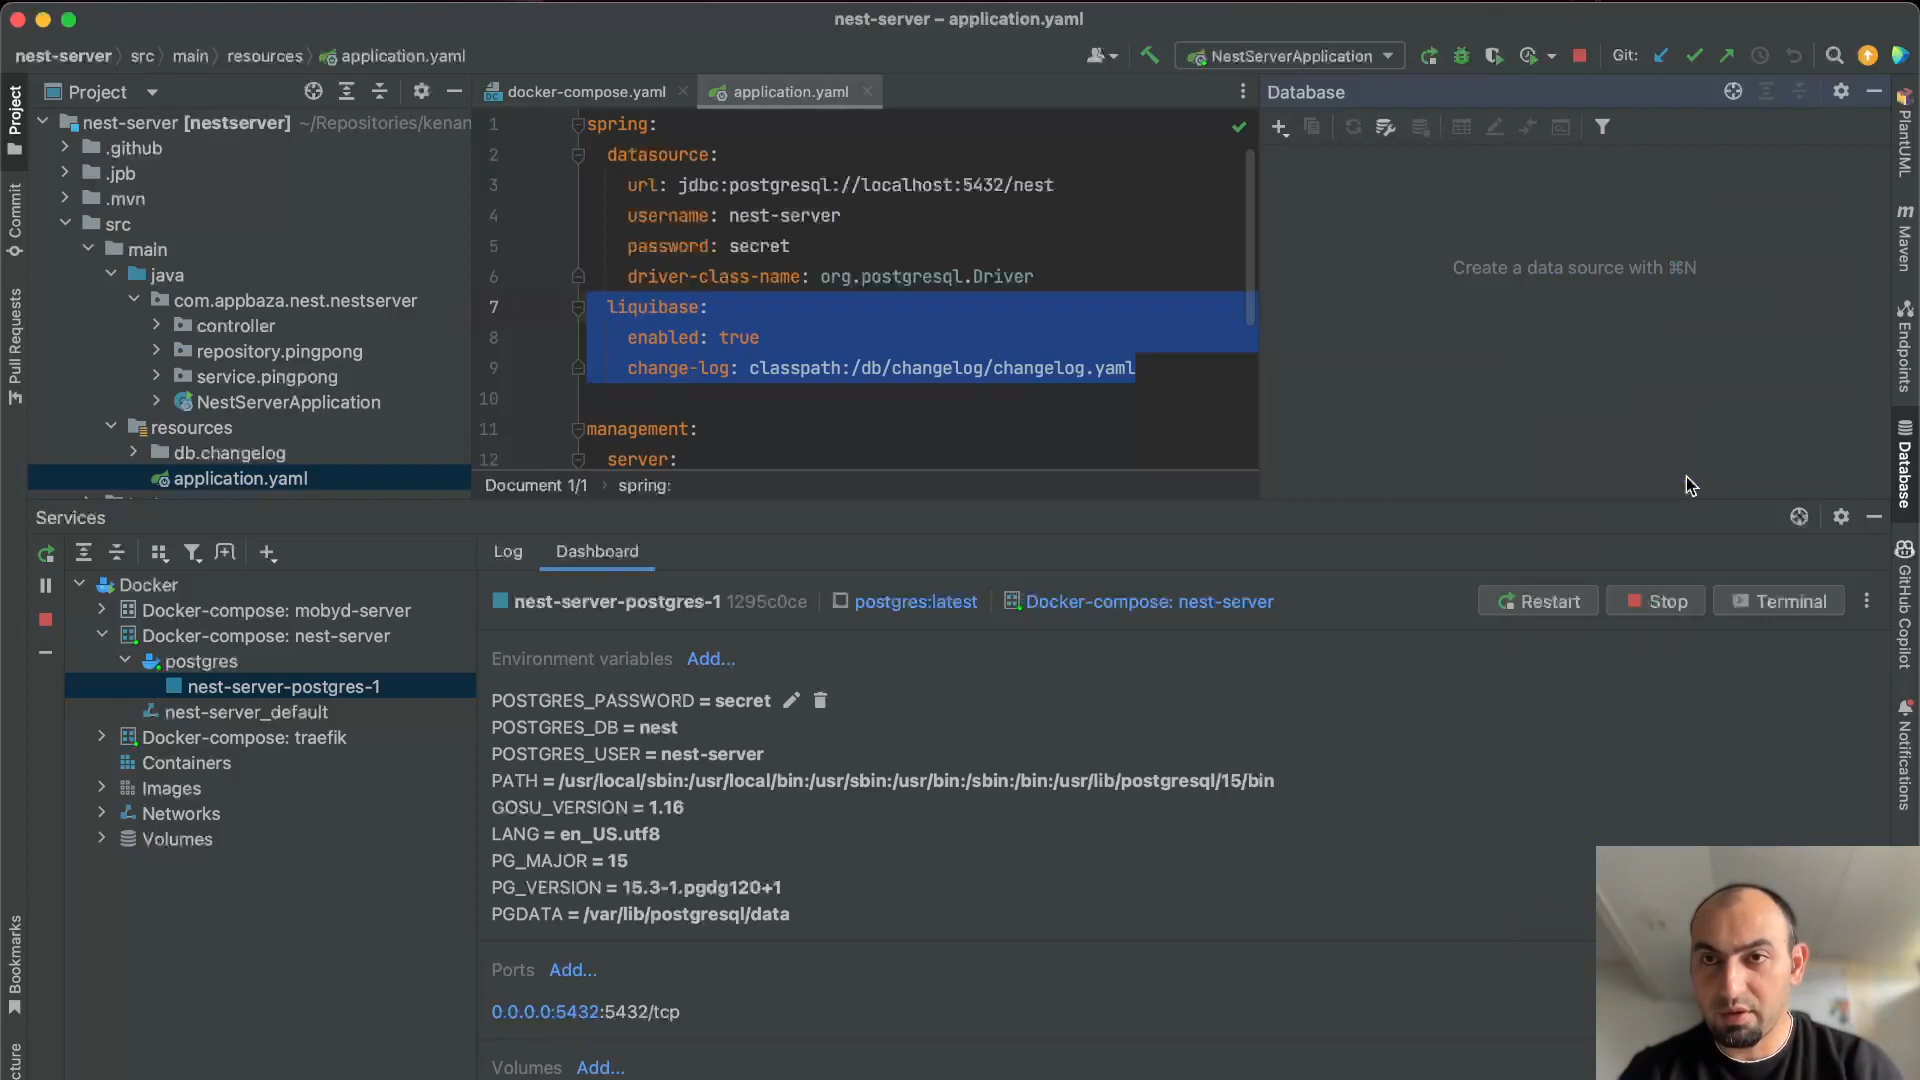 nest-server – application.yaml
nest-server
src
main
resources
application.yaml
NestServerApplication
Git:
Project
docker-compose.yaml
application.yaml
Database
nest-server [nestserver] ~/Repositories/kenan
.github
.jpb
.mvn
src
main
java
com.appbaza.nest.nestserver
controller
repository.pingpong
service.pingpong
NestServerApplication
resources
db.changelog
application.yaml
1 spring:
2 datasource:
3 url: jdbc:postgresql://localhost:5432/nest
4 username: nest-server
5 password: secret
6 driver-class-name: org.postgresql.Driver
7 liquibase:
8 enabled: true
9 change-log: classpath:/db/changelog/changelog.yaml
10
11 management:
12 server:
Document 1/1
spring:
Create a data source with ⌘N
Project
Commit
Pull Requests
Bookmarks
PlantUML
Maven
Endpoints
Database
GitHub Copilot
Notifications
Services
Docker
Docker-compose: mobyd-server
Docker-compose: nest-server
postgres
nest-server-postgres-1
nest-server_default
Docker-compose: traefik
Containers
Images
Networks
Volumes
Log
Dashboard
nest-server-postgres-1 1295c0ce
postgres:latest
Docker-compose: nest-server
Restart
Stop
Terminal
Environment variables Add...
POSTGRES_PASSWORD = secret
POSTGRES_DB = nest
POSTGRES_USER = nest-server
PATH = /usr/local/sbin:/usr/local/bin:/usr/sbin:/usr/bin:/sbin:/bin:/usr/lib/postgresql/15/bin
GOSU_VERSION = 1.16
LANG = en_US.utf8
PG_MAJOR = 15
PG_VERSION = 15.3-1.pgdg120+1
PGDATA = /var/lib/postgresql/data
Ports Add...
0.0.0.0:5432:5432/tcp
Volumes Add...